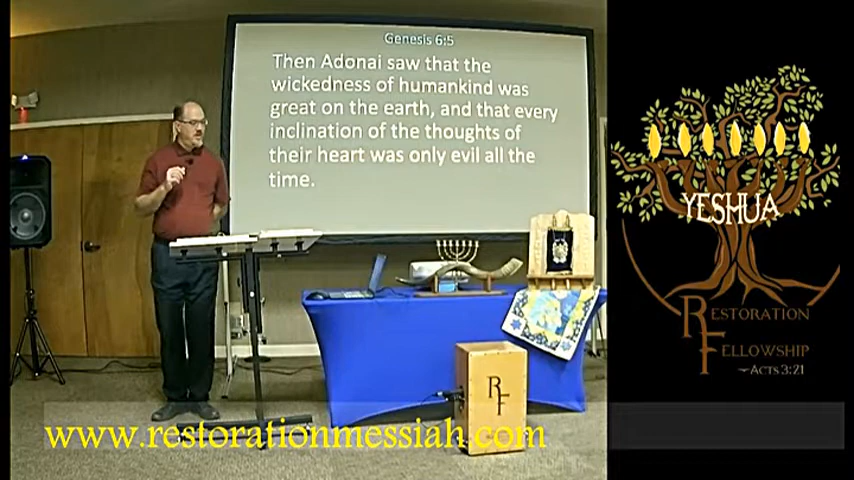 Genesis 6:5
Then Adonai saw that the
wickedness of humankind was
great on the earth, and that every
inclination of the thoughts of
their heart was only evil all the
time.
YESHUA
RESTORATION
FELLOWSHIP
ACTS 3:21
RF
www.restorationmessiah.com